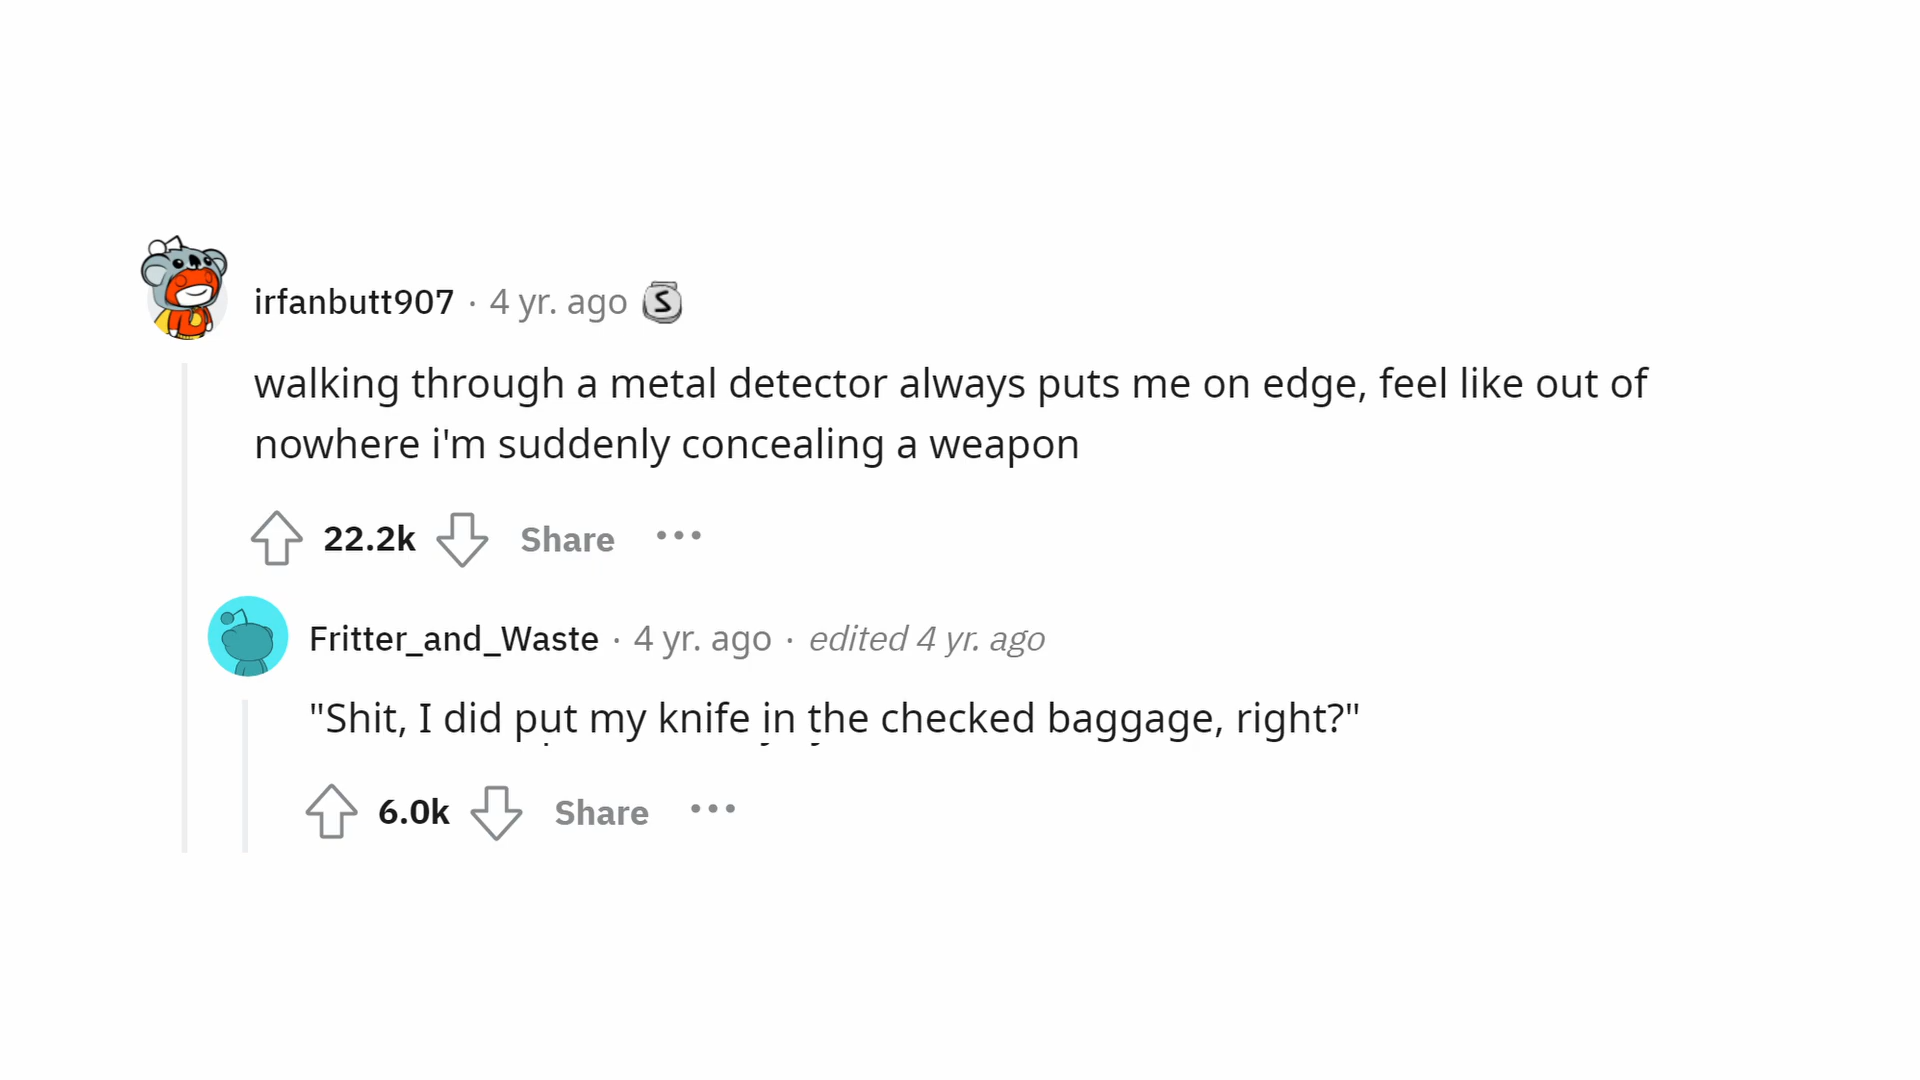 irfanbutt907 · 4 yr. ago S
walking through a metal detector always puts me on edge, feel like out of
nowhere i'm suddenly concealing a weapon
22.2k Share ...
Fritter_and_Waste · 4 yr. ago · edited 4 yr. ago
"Shit, I did put my knife in the checked baggage, right?"
6.0k Share ...